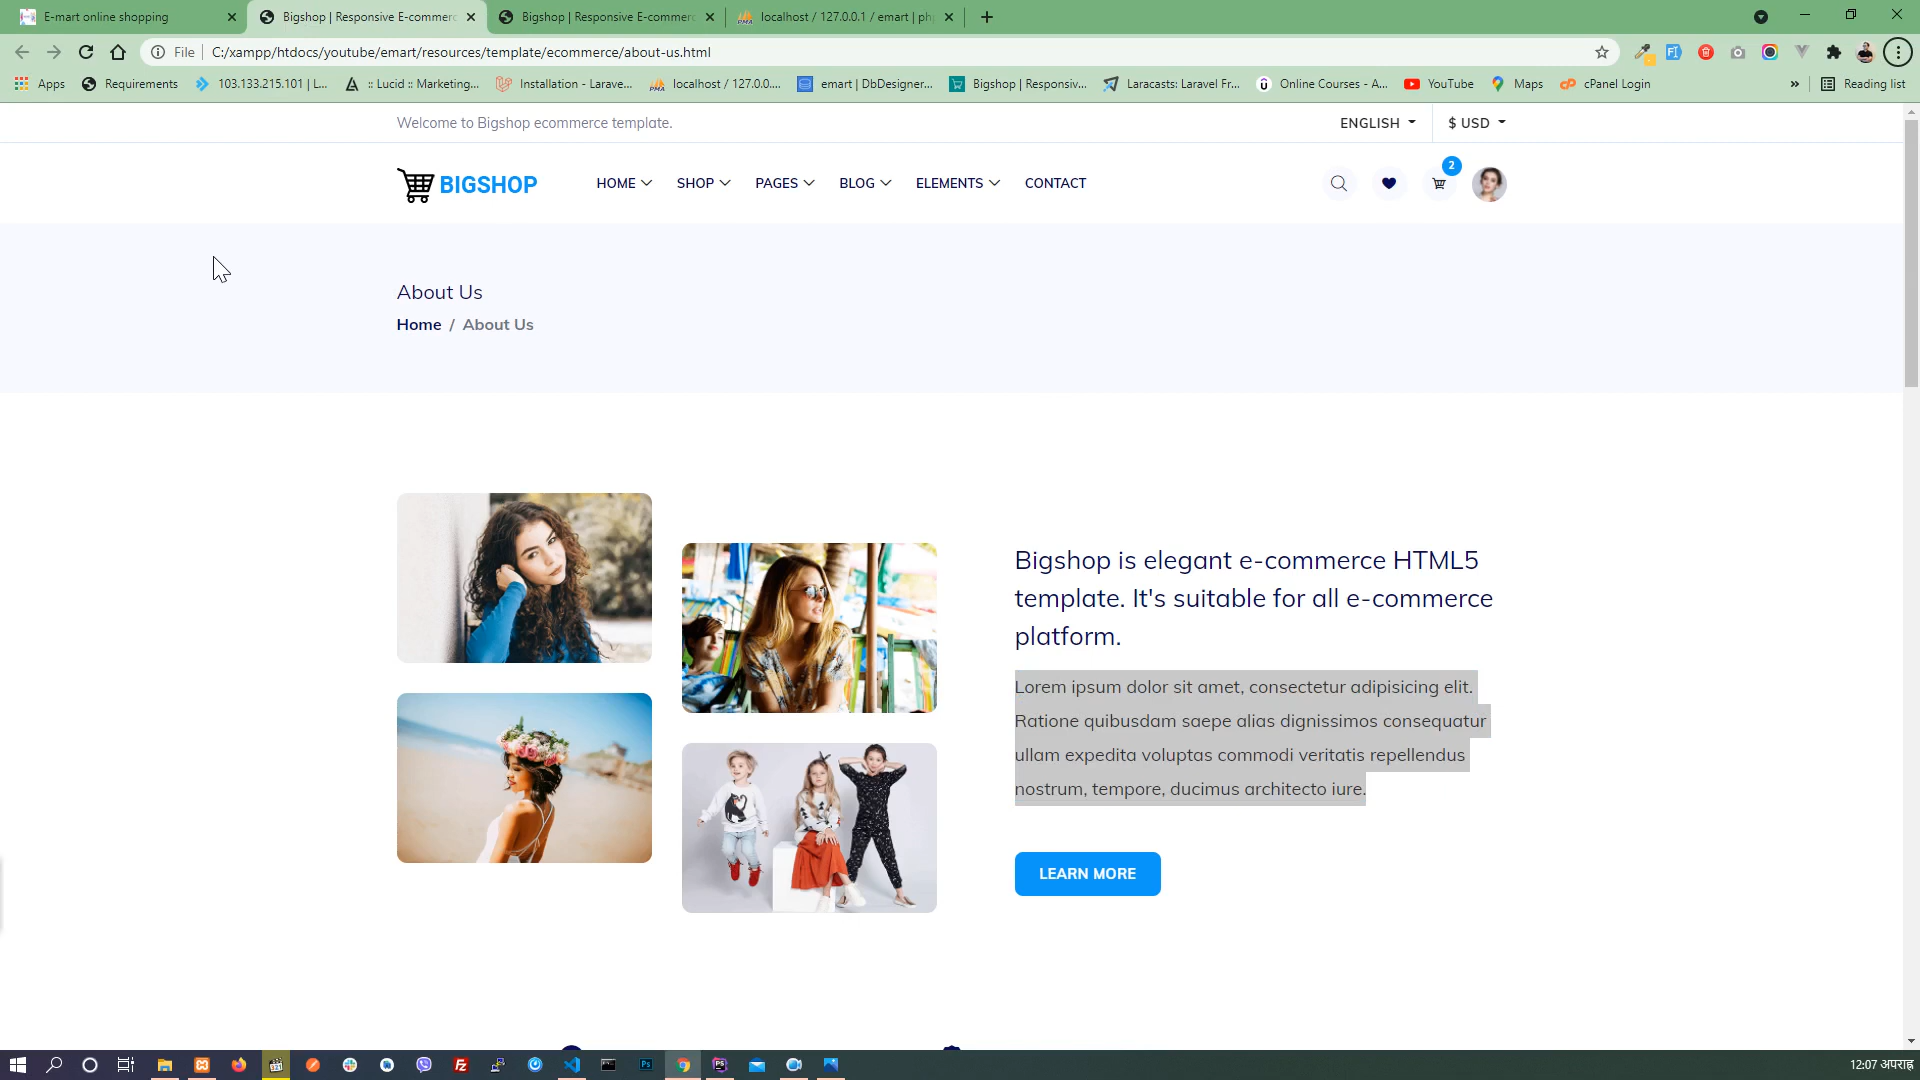 E-mart online shopping
Bigshop | Responsive E-commerc
Bigshop | Responsive E-commerc
localhost / 127.0.0.1 / emart | ph
File
C:/xampp/htdocs/youtube/emart/resources/template/ecommerce/about-us.html
Apps
Requirements
103.133.215.101 | L...
:: Lucid :: Marketing...
Installation - Larave...
localhost / 127.0.0....
emart | DbDesigner...
Bigshop | Responsiv...
Laracasts: Laravel Fr...
Online Courses - A...
YouTube
Maps
cPanel Login
»
Reading list
Welcome to Bigshop ecommerce template.
ENGLISH
$ USD
BIGSHOP
HOME
SHOP
PAGES
BLOG
ELEMENTS
CONTACT
2
About Us
Home / About Us
Bigshop is elegant e-commerce HTML5
template. It's suitable for all e-commerce
platform.
Lorem ipsum dolor sit amet, consectetur adipisicing elit.
Ratione quibusdam saepe alias dignissimos consequatur
ullam expedita voluptas commodi veritatis repellendus
nostrum, tempore, ducimus architecto iure.
LEARN MORE
12:07 अपराह्न